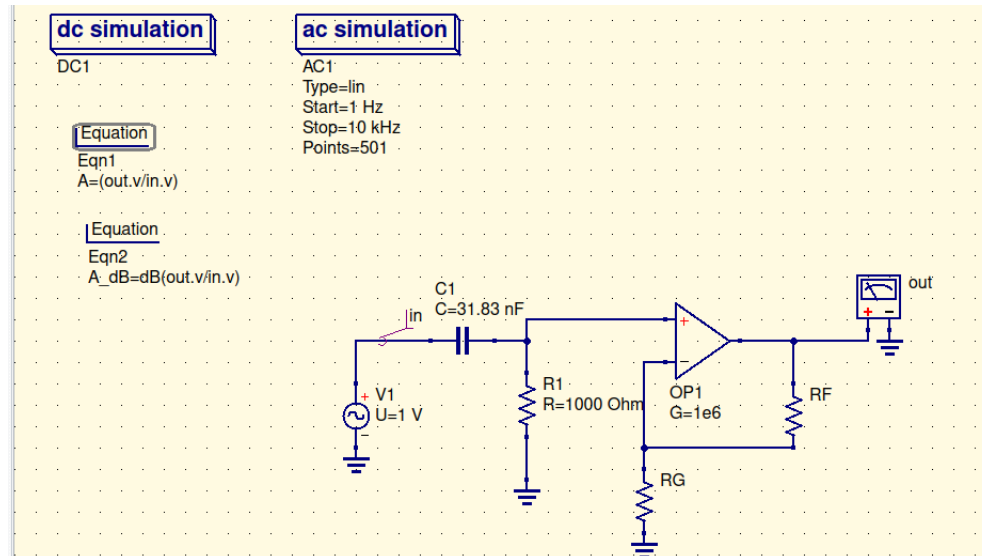 dc simulation
DC1
ac simulation
AC1
Type=lin
Start=1 Hz
Stop=10 kHz
Points=501
Equation
Eqn1
A=(out.v/in.v)
Equation
Eqn2
A_dB=dB(out.v/in.v)
in
C1
C=31.83 nF
V1
U=1 V
+
−
R1
R=1000 Ohm
+
−
OP1
G=1e6
out
+ −
RF
RG